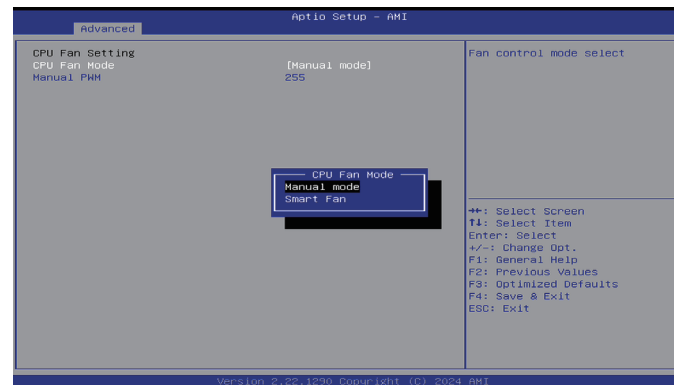 Aptio Setup - AMI
Advanced
CPU Fan Setting
CPU Fan Mode [Manual mode]
Manual PWM 255
Fan control mode select
CPU Fan Mode
Manual mode
Smart Fan
→←: Select Screen
↑↓: Select Item
Enter: Select
+/-: Change Opt.
F1: General Help
F2: Previous Values
F3: Optimized Defaults
F4: Save & Exit
ESC: Exit
Version 2.22.1290 Copyright (C) 2024 AMI